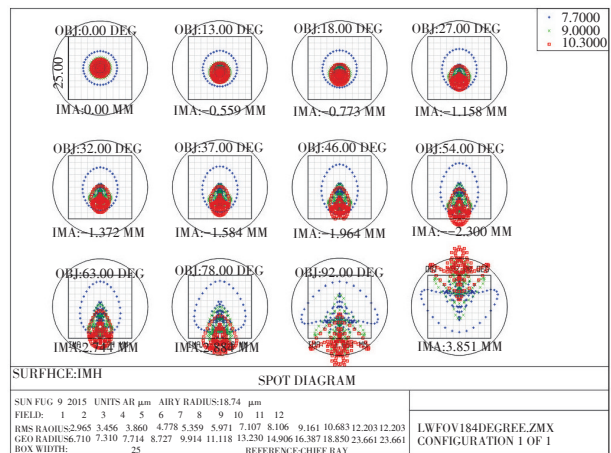 OBJ:0.00 DEG OBJ:13.00 DEG OBJ:18.00 DEG OBJ:27.00 DEG
7.7000
9.0000
10.3000
25.00
IMA:0.00 MM IMA:-0.559 MM IMA:-0.773 MM IMA:-1.158 MM
OBJ:32.00 DEG OBJ:37.00 DEG OBJ:46.00 DEG OBJ:54.00 DEG
IMA:-1.372 MM IMA:-1.584 MM IMA:-1.964 MM IMA:-2.300 MM
OBJ:63.00 DEG OBJ:78.00 DEG OBJ:92.00 DEG
MM MM IMA:3.851 MM
SURFHCE:IMH
SPOT DIAGRAM
SUN FUG 9 2015 UNITS AR μm AIRY RADIUS:18.74 μm
FIELD: 1 2 3 4 5 6 7 8 9 10 11 12
RMS RAOIUS:2.965 3.456 3.860 4.778 5.359 5.971 7.107 8.106 9.161 10.683 12.203 12.203
GEO RADIUS:6.710 7.310 7.714 8.727 9.914 11.118 13.230 14.906 16.387 18.850 23.661 23.661
BOX WIDTH: 25 REFERENCE:CHIEF RAY
LWFOV184DEGREE.ZMX
CONFIGURATION 1 OF 1